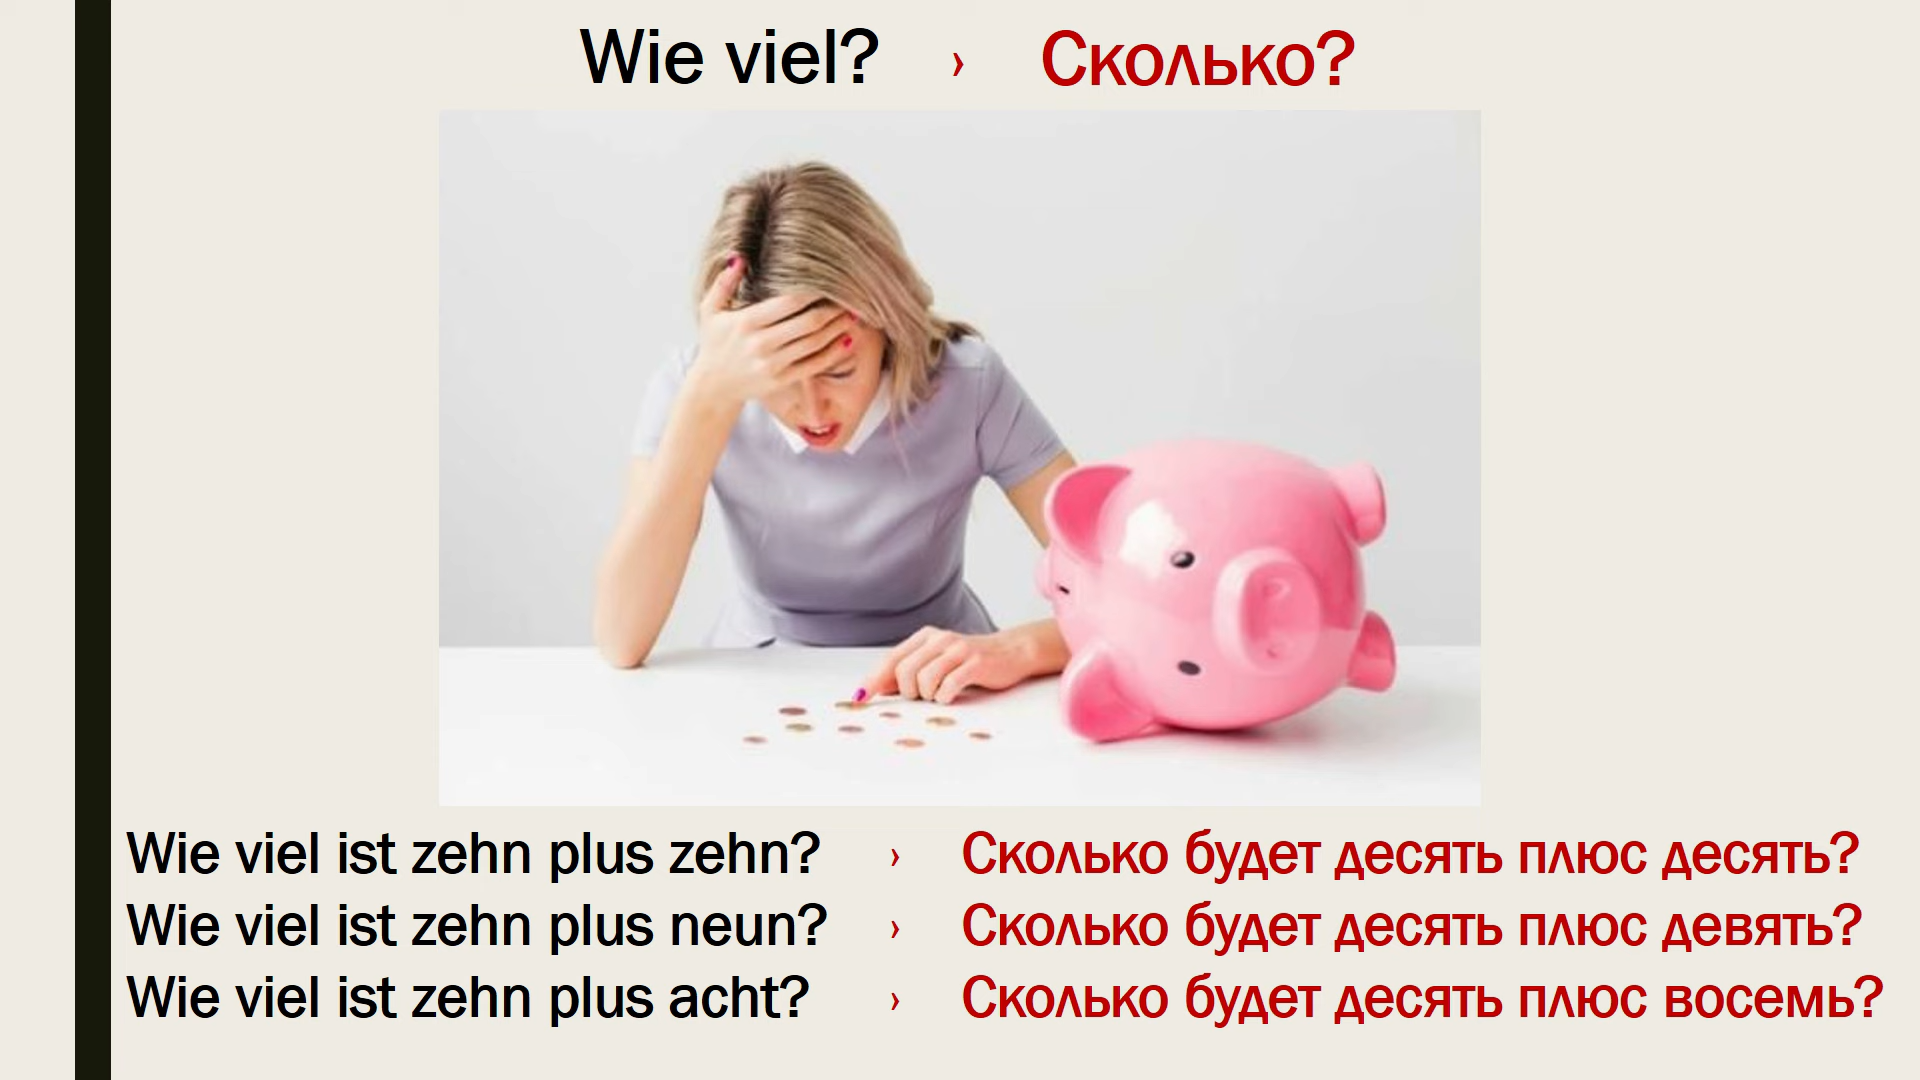 Wie viel? › Сколько?
Wie viel ist zehn plus zehn? › Сколько будет десять плюс десять?
Wie viel ist zehn plus neun? › Сколько будет десять плюс девять?
Wie viel ist zehn plus acht? › Сколько будет десять плюс восемь?